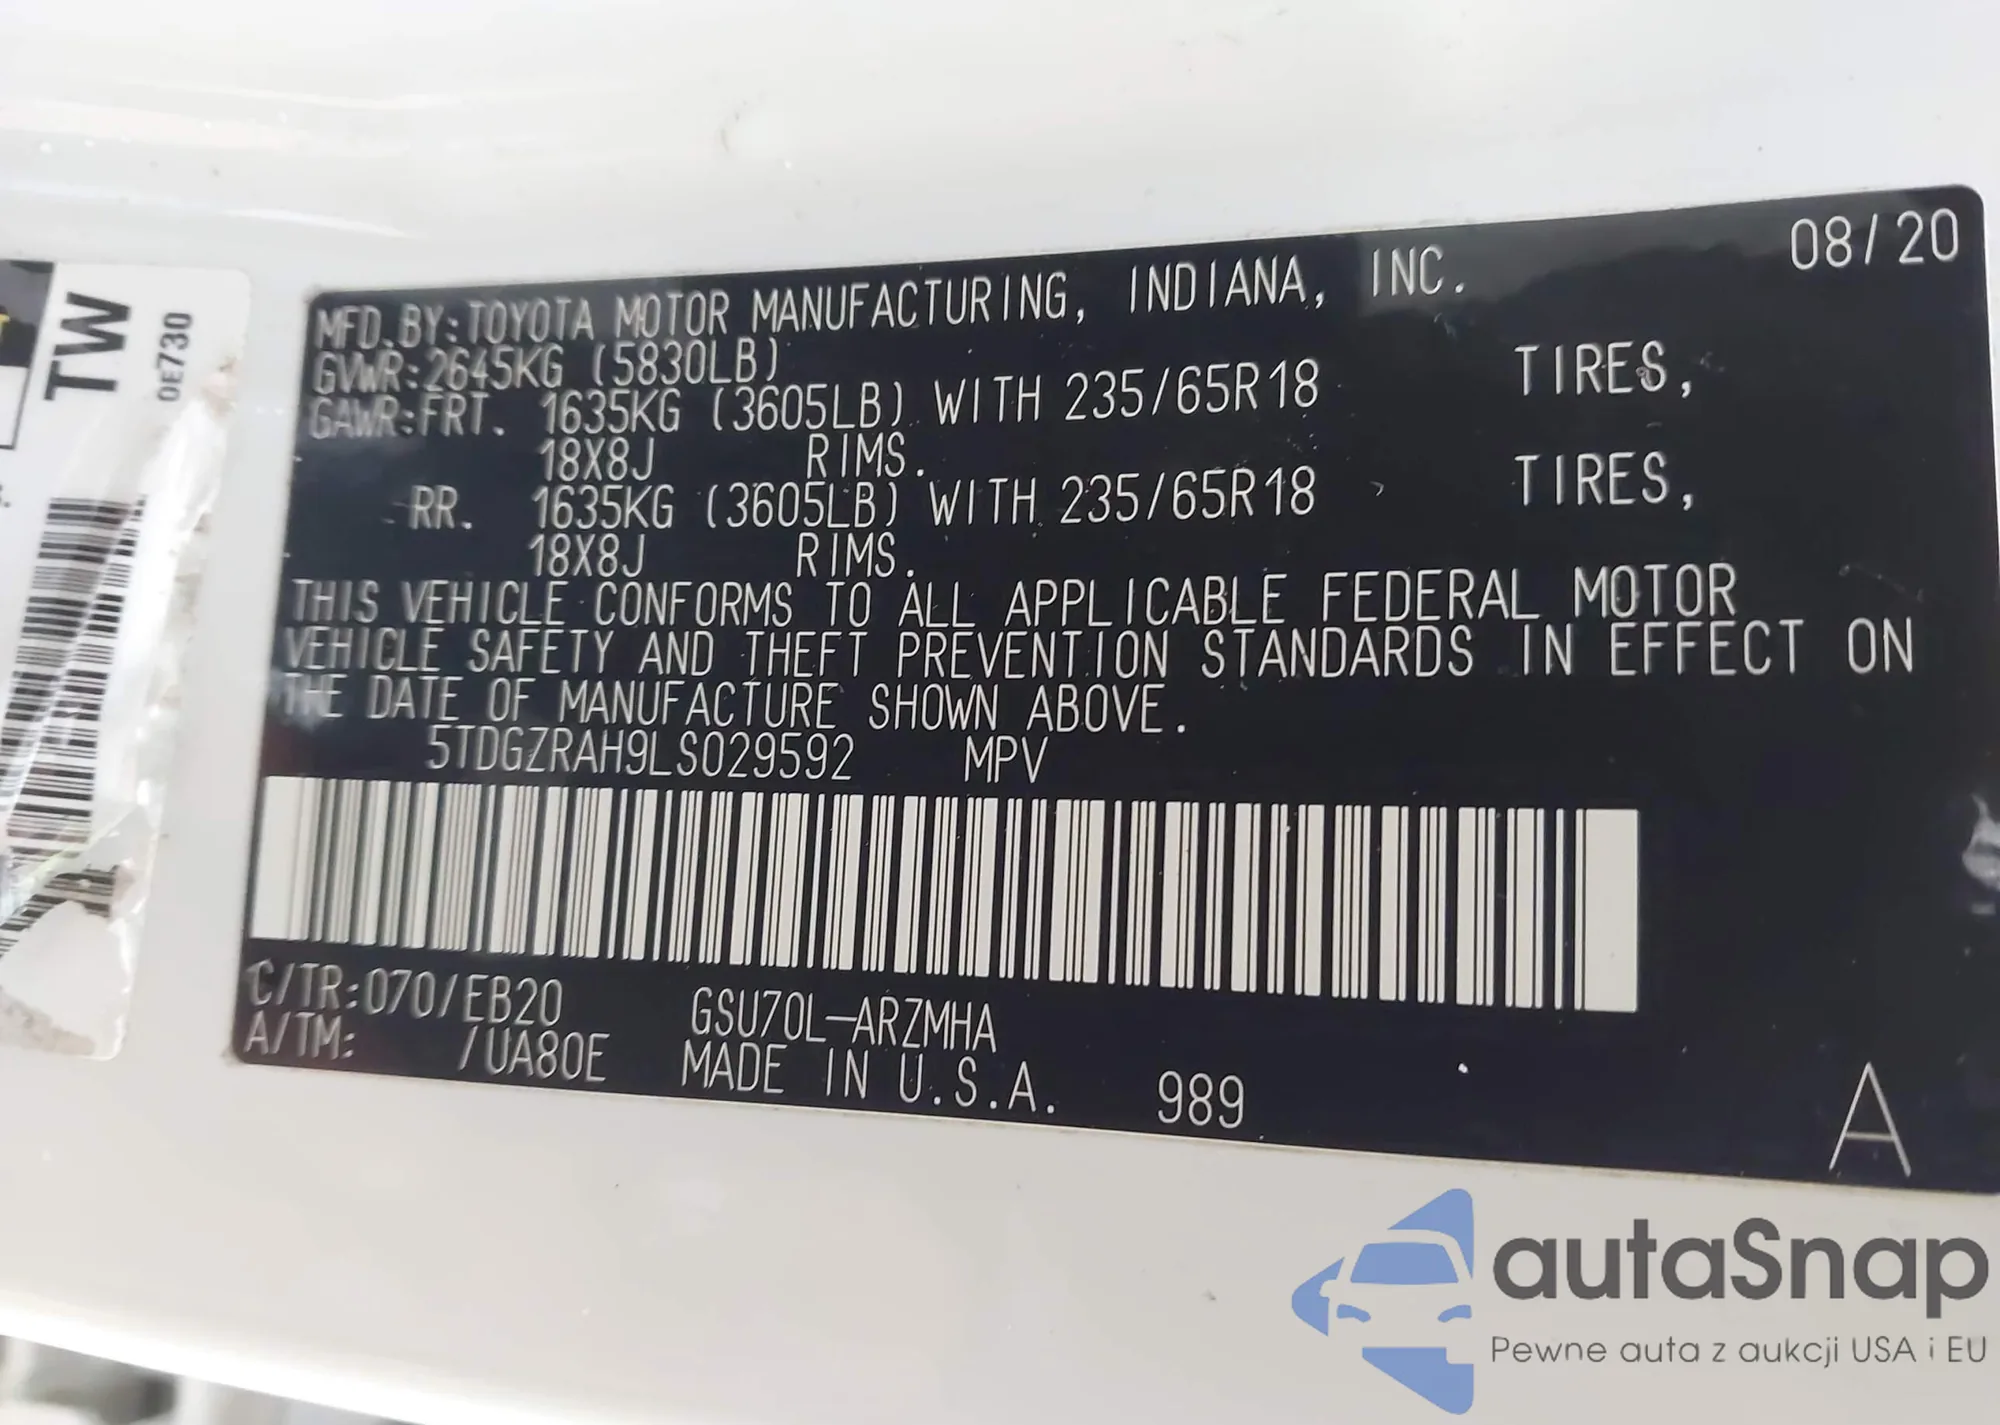 TW
0E730
08/20
MFD.BY:TOYOTA MOTOR MANUFACTURING, INDIANA, INC.
GVWR:2645KG (5830LB)
GAWR:FRT. 1635KG (3605LB) WITH 235/65R18 TIRES,
18X8J RIMS.
RR. 1635KG (3605LB) WITH 235/65R18 TIRES,
18X8J RIMS.
THIS VEHICLE CONFORMS TO ALL APPLICABLE FEDERAL MOTOR
VEHICLE SAFETY AND THEFT PREVENTION STANDARDS IN EFFECT ON
THE DATE OF MANUFACTURE SHOWN ABOVE.
5TDGZRAH9LS029592 MPV
C/TR:070/EB20 GSU70L-ARZMHA
A/TM: /UA80E MADE IN U.S.A. 989
A
autaSnap
Pewne auta z aukcji USA i EU